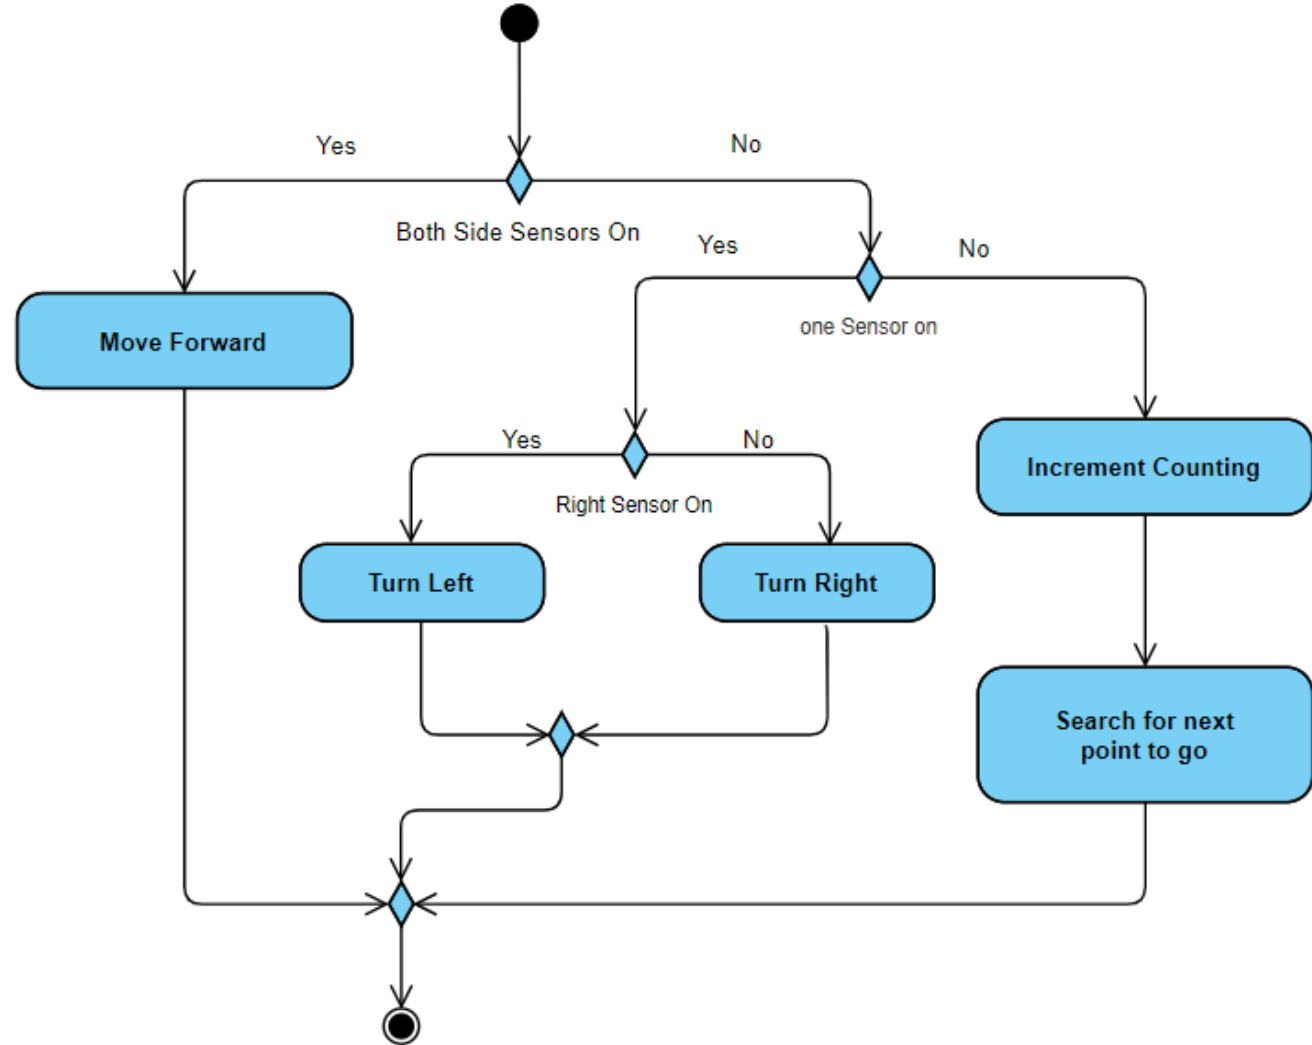 Yes
No
Both Side Sensors On
Yes
No
one Sensor on
Move Forward
Yes
No
Increment Counting
Right Sensor On
Turn Left
Turn Right
Search for next
point to go